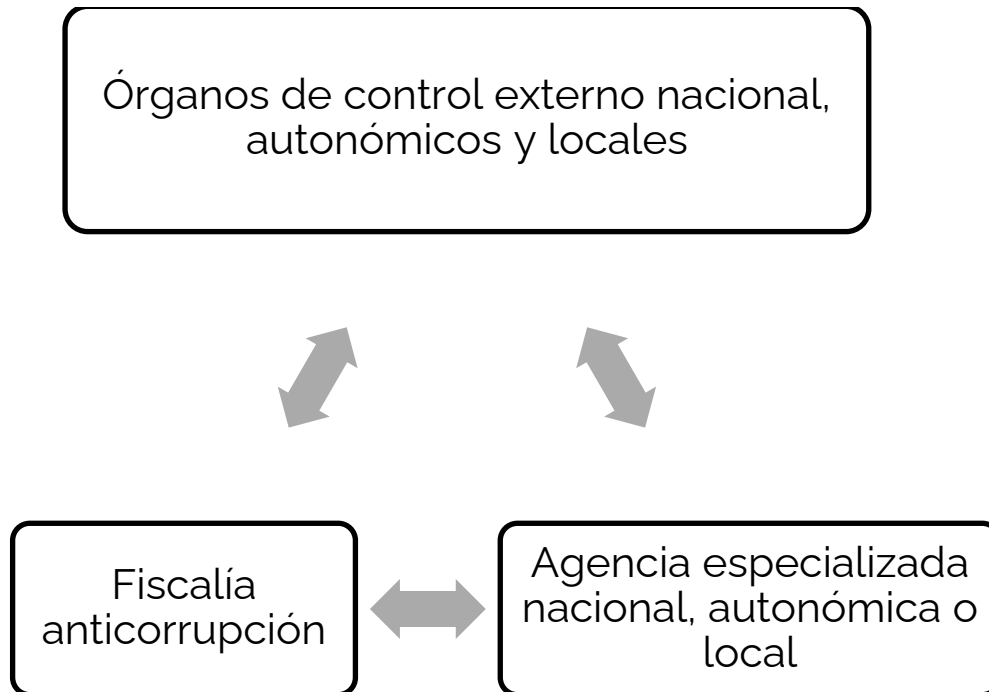 Órganos de control externo nacional,
autonómicos y locales
Fiscalía
anticorrupción
Agencia especializada
nacional, autonómica o
local